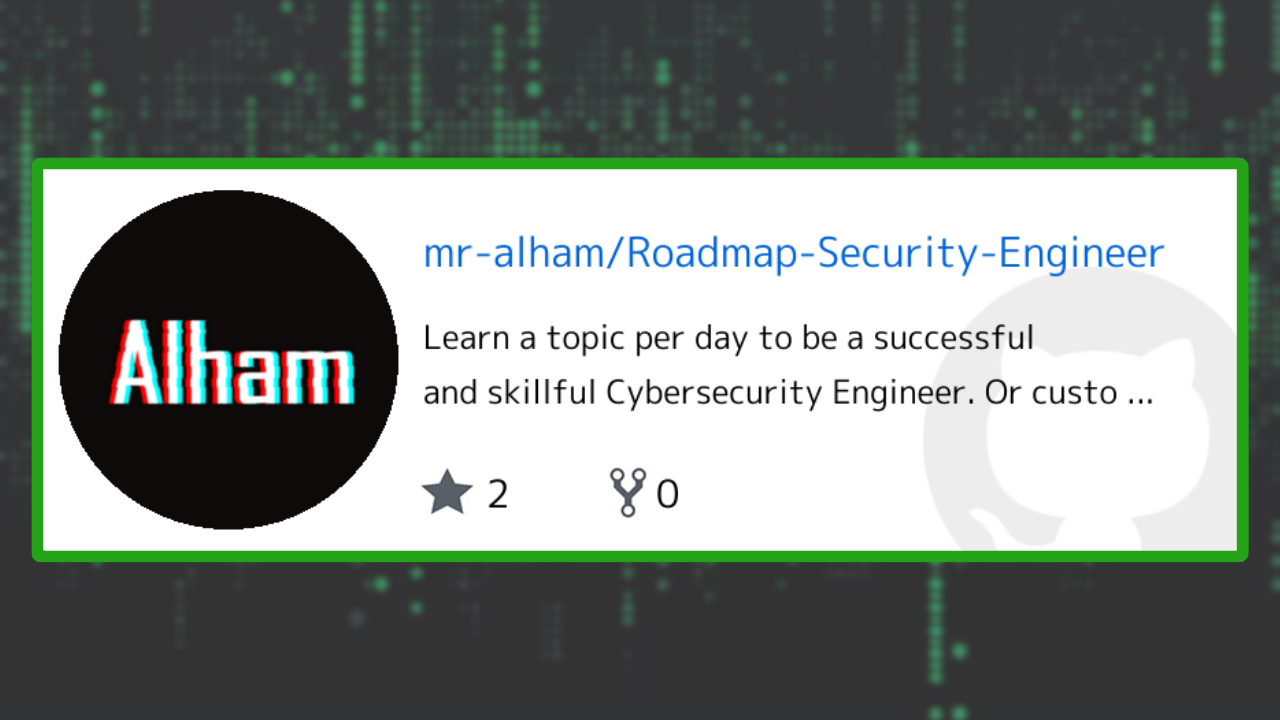 Alham
mr-alham/Roadmap-Security-Engineer
Learn a topic per day to be a successful
and skillful Cybersecurity Engineer. Or custo ...
2
0